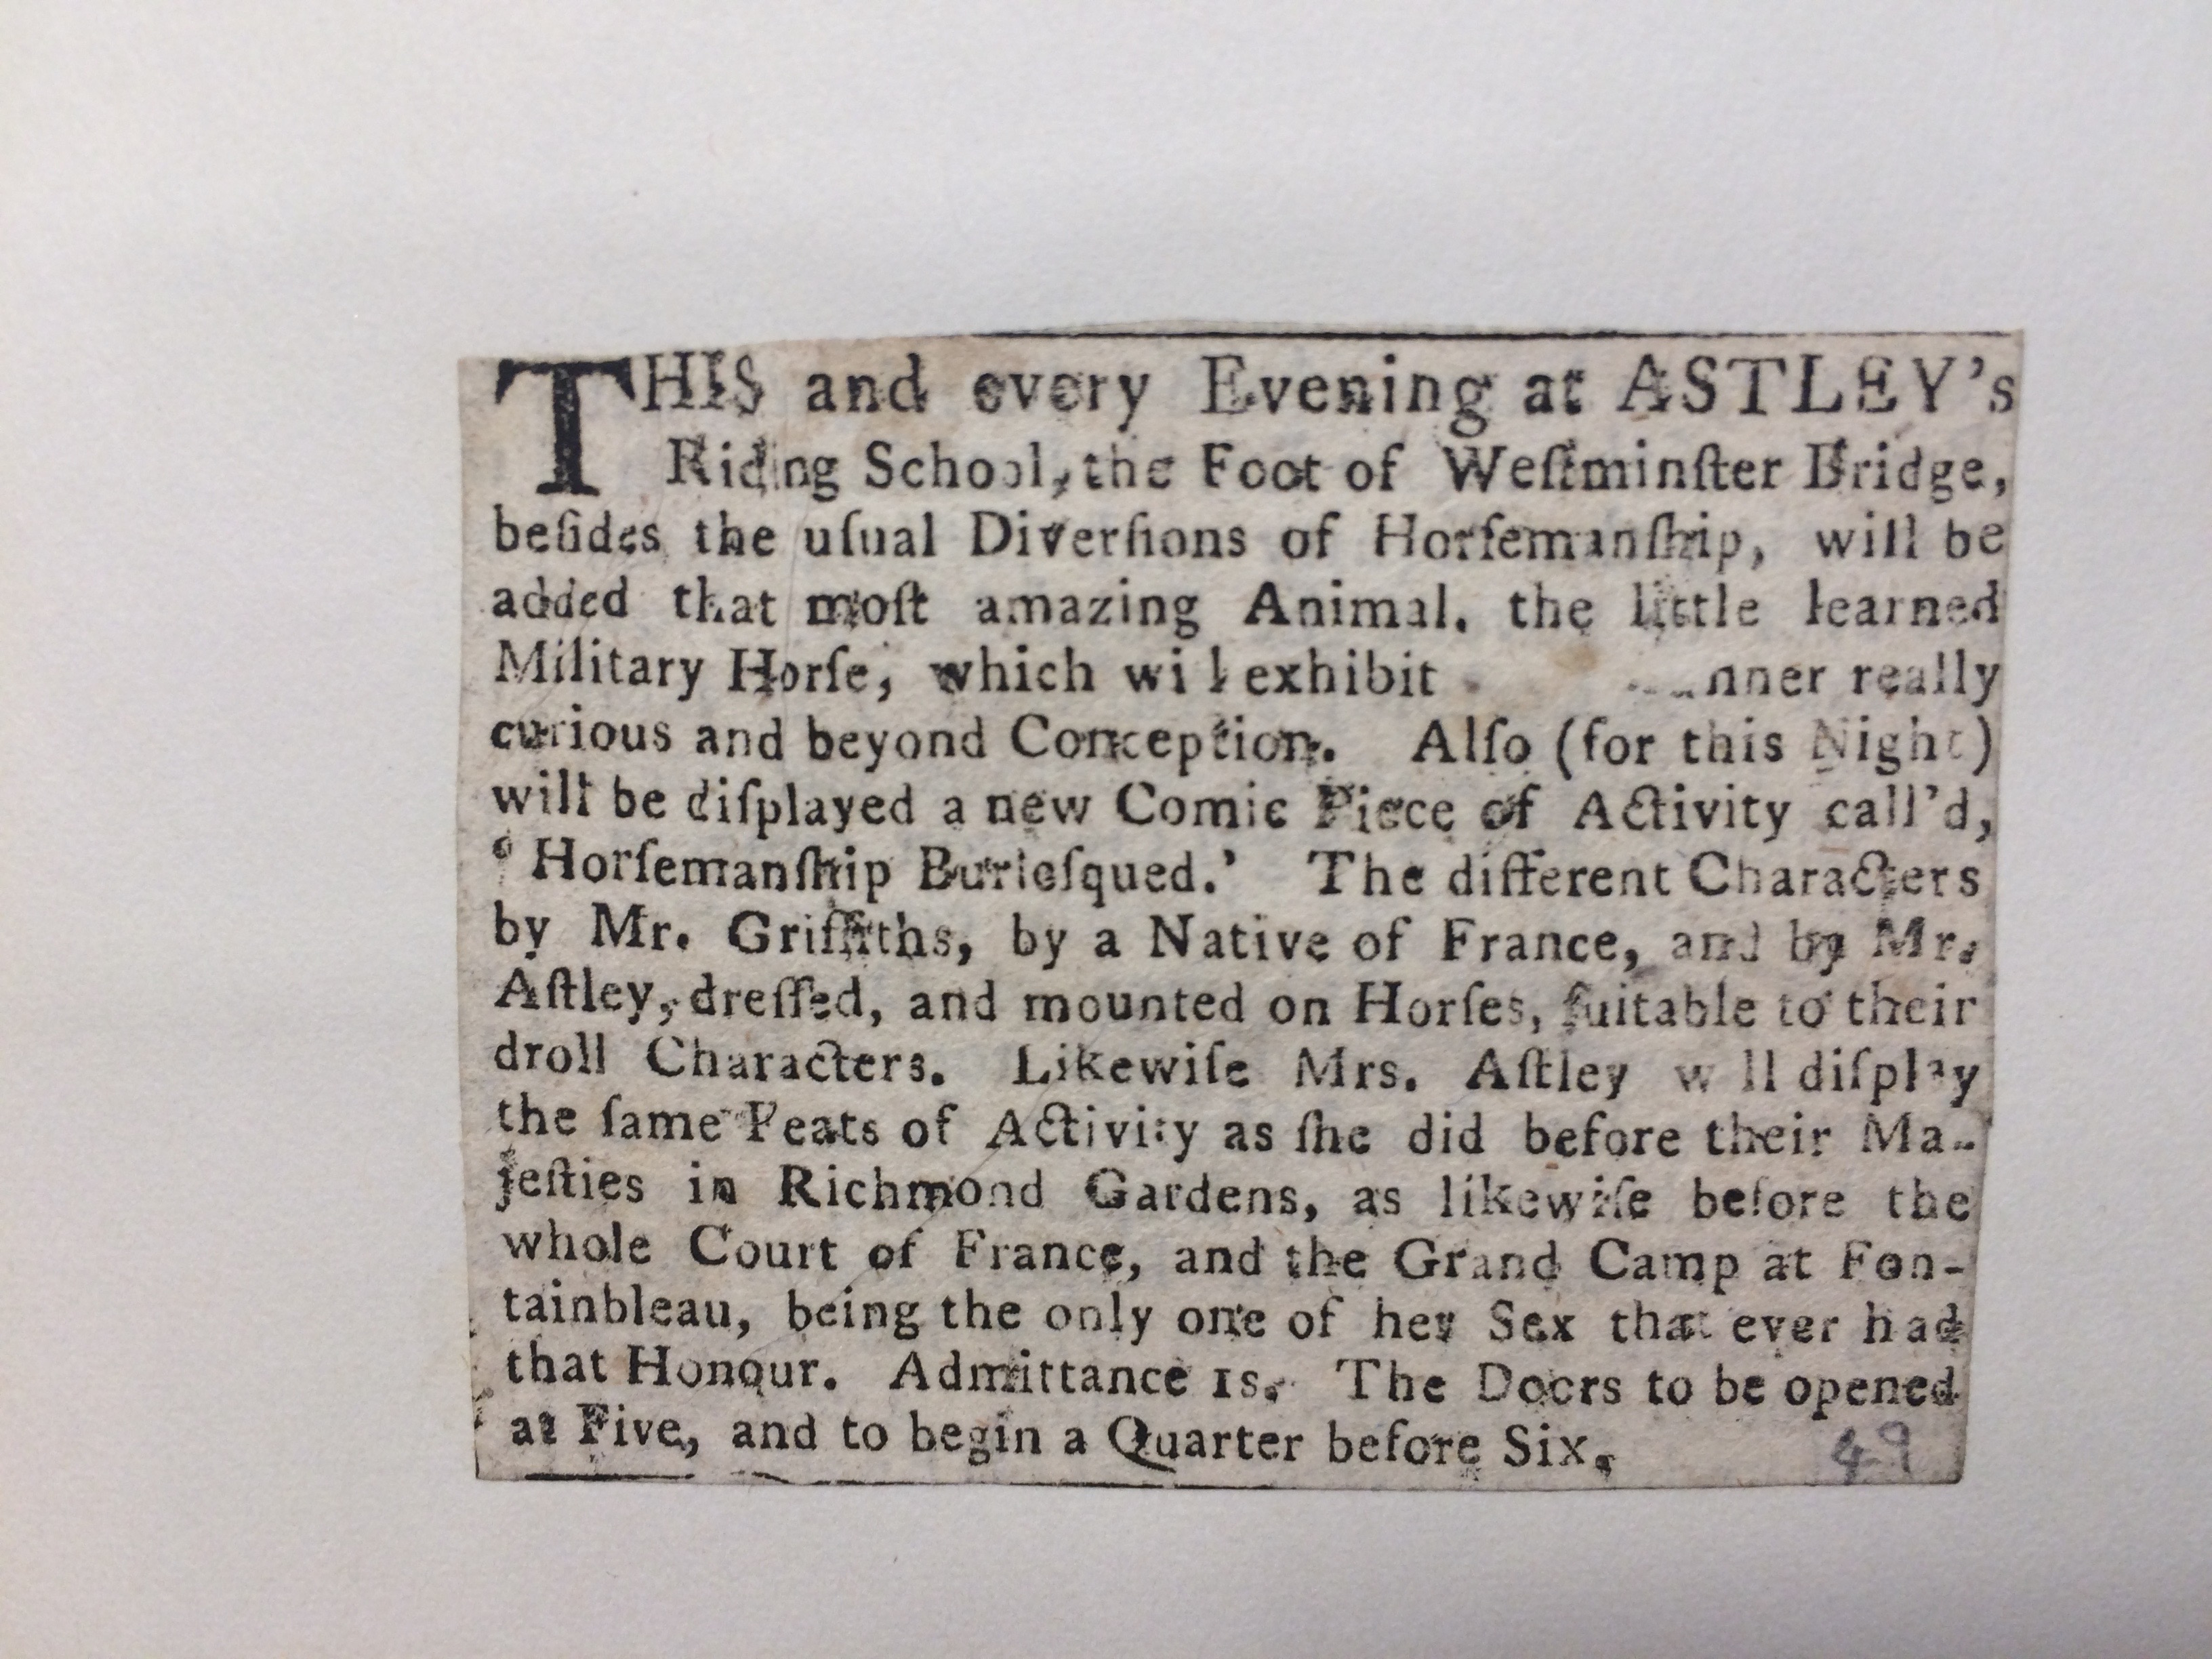 THIS and every Evening at ASTLEY's
Riding School, the Foot of Weſtminſter Bridge,
beſides the uſual Diverſions of Horſemanſhip, will be
added that moſt amazing Animal, the little learned
Military Horſe, which will exhibit really
curious and beyond Conception. Alſo (for this Night)
will be diſplayed a new Comic Piece of Activity call'd,
‘ Horſemanſhip Burleſqued.’ The different Characters
by Mr. Griffiths, by a Native of France, and by Mr.
Aſtley, dreſſed, and mounted on Horſes, ſuitable to their
droll Characters. Likewiſe Mrs. Aſtley will diſplay
the ſame Feats of Activity as ſhe did before their Ma-
jeſties in Richmond Gardens, as likewiſe before the
whole Court of France, and the Grand Camp at Fon-
tainbleau, being the only one of her Sex that ever had
that Honour. Admittance 1s. The Doors to be opened
at Five, and to begin a Quarter before Six.
49